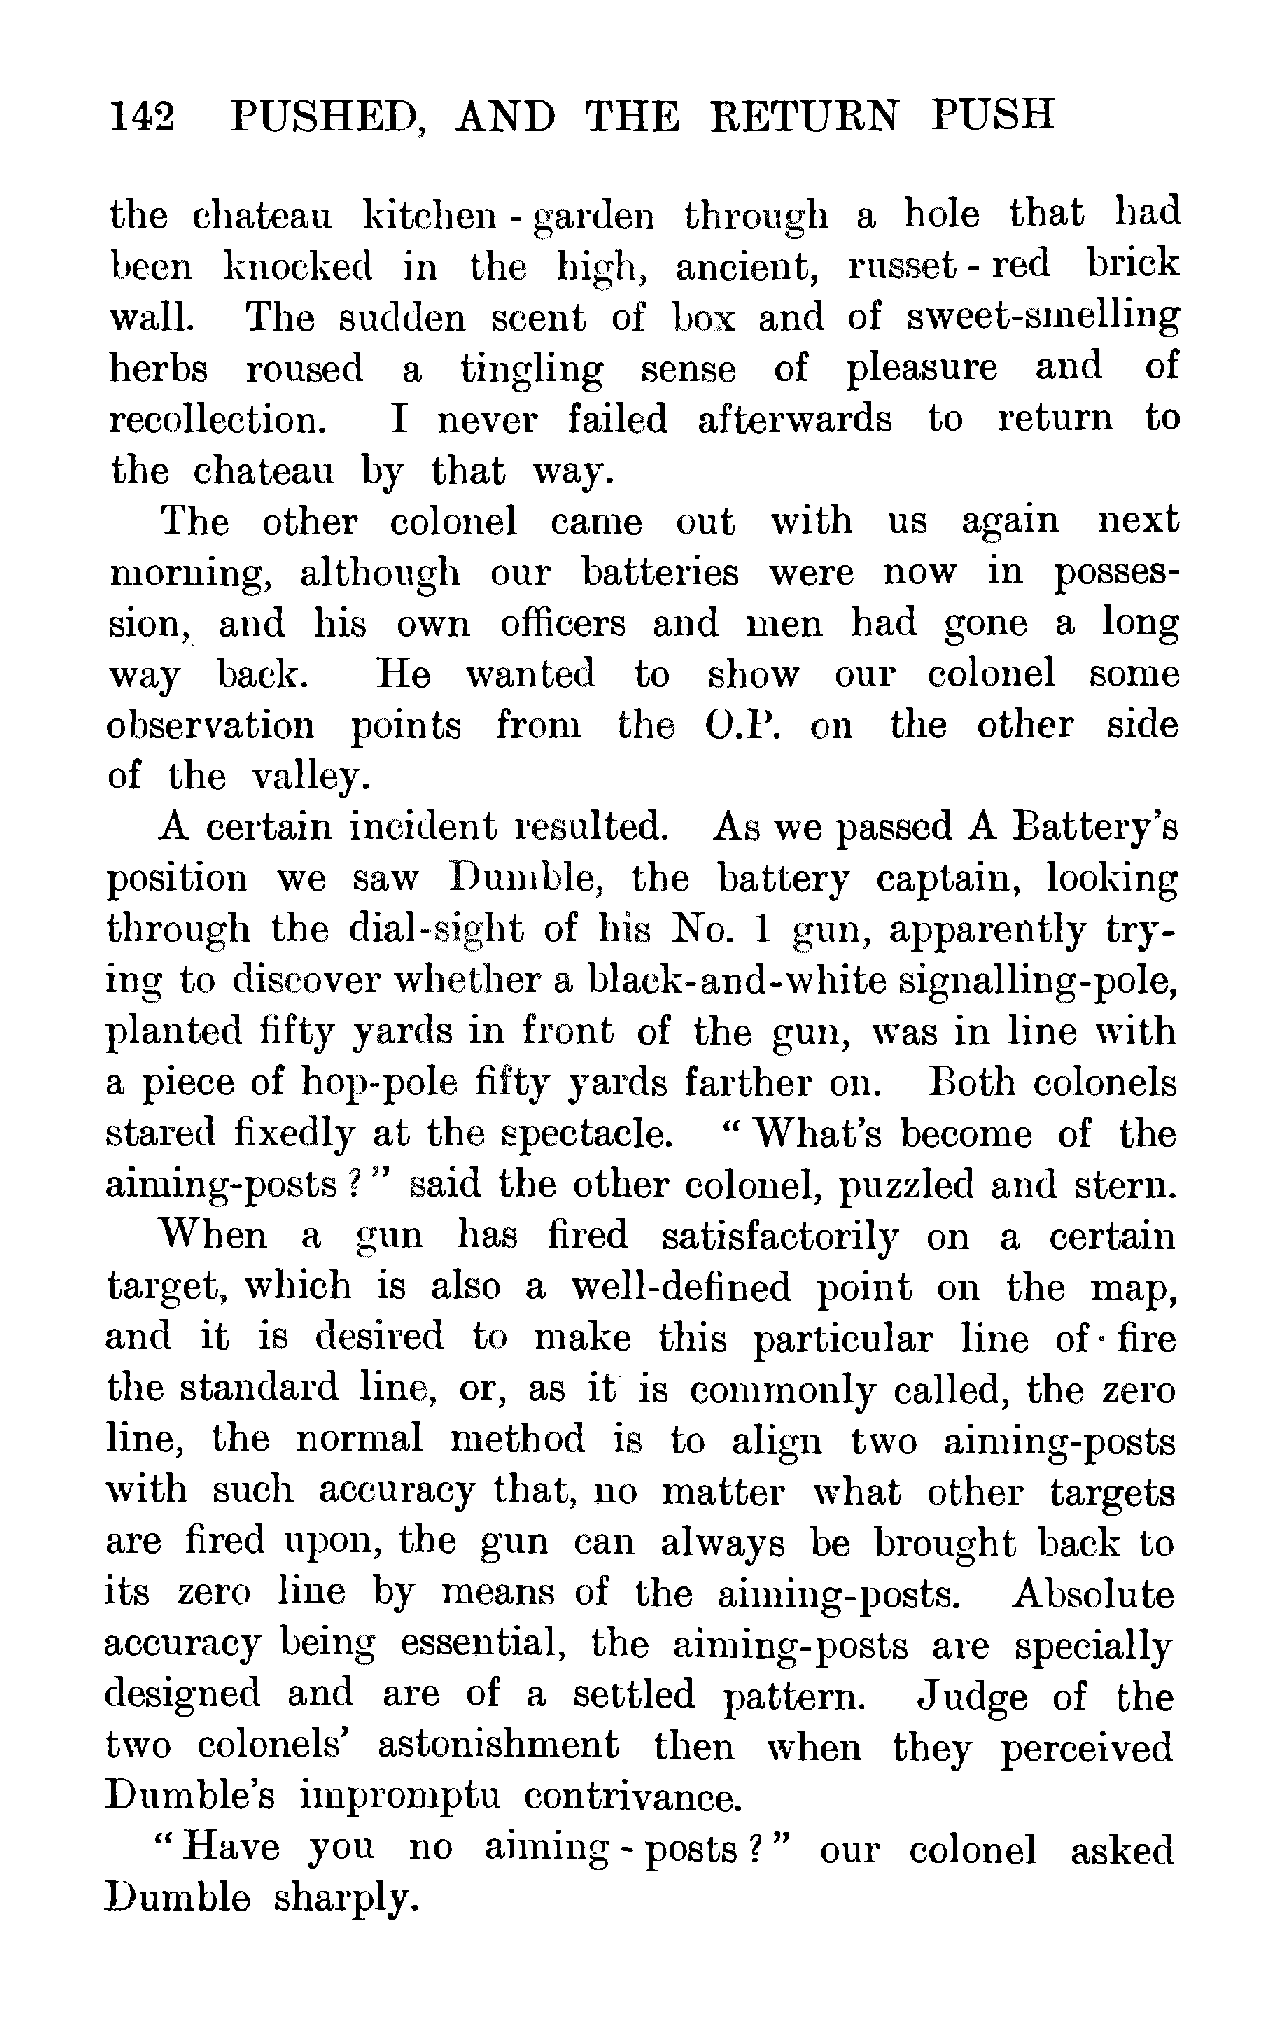 142 PUSHED, AND THE RETURN PUSH
the chateau kitchen-garden through a hole that had
been knocked in the high, ancient, russet-red brick
wall. The sudden scent of box and of sweet-smelling
herbs roused a tingling sense of pleasure and of
recollection. I never failed afterwards to return to
the chateau by that way.
The other colonel came out with us again next
morning, although our batteries were now in posses-
sion, and his own officers and men had gone a long
way back. He wanted to show our colonel some
observation points from the O.P. on the other side
of the valley.
A certain incident resulted. As we passed A Battery's
position we saw Dumble, the battery captain, looking
through the dial-sight of his No. 1 gun, apparently try-
ing to discover whether a black-and-white signalling-pole,
planted fifty yards in front of the gun, was in line with
a piece of hop-pole fifty yards farther on. Both colonels
stared fixedly at the spectacle. "What's become of the
aiming-posts?" said the other colonel, puzzled and stern.
When a gun has fired satisfactorily on a certain
target, which is also a well-defined point on the map,
and it is desired to make this particular line of fire
the standard line, or, as it is commonly called, the zero
line, the normal method is to align two aiming-posts
with such accuracy that, no matter what other targets
are fired upon, the gun can always be brought back to
its zero line by means of the aiming-posts. Absolute
accuracy being essential, the aiming-posts are specially
designed and are of a settled pattern. Judge of the
two colonels' astonishment then when they perceived
Dumble's impromptu contrivance.
"Have you no aiming-posts?" our colonel asked
Dumble sharply.